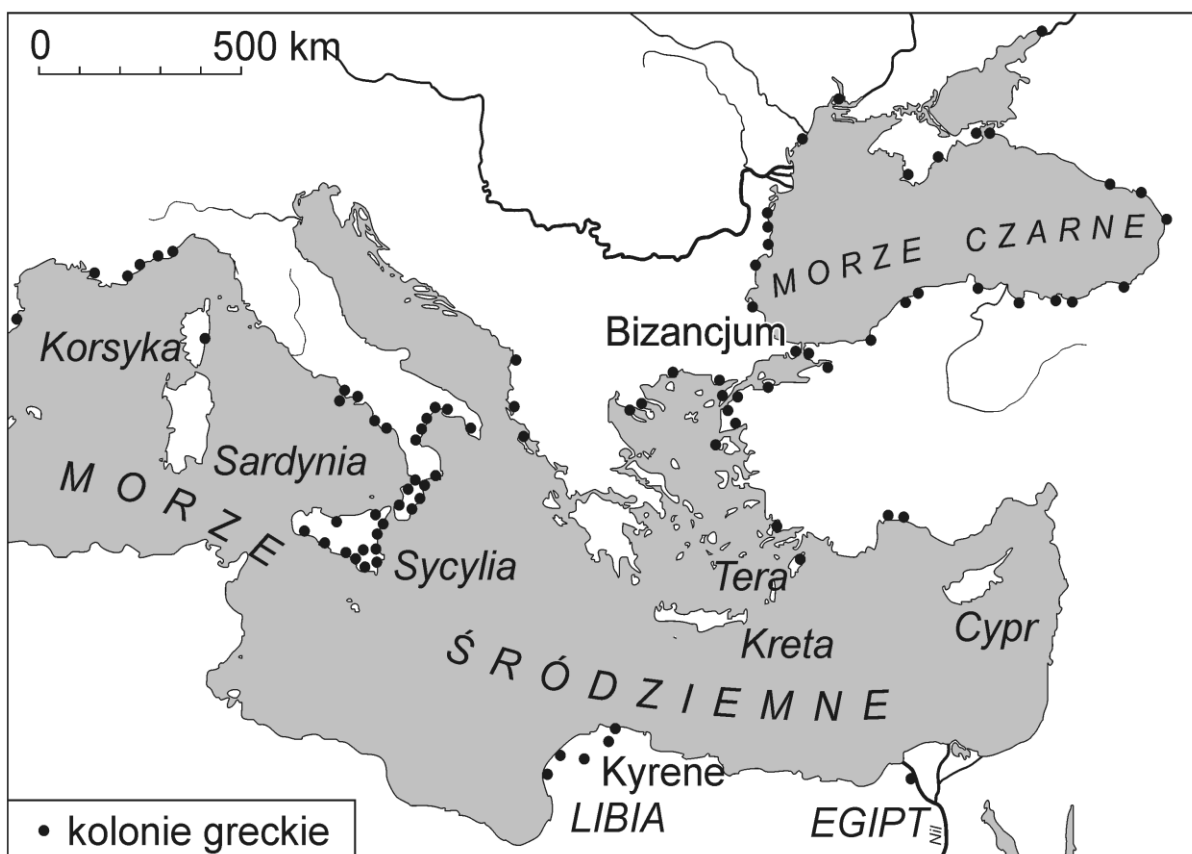 0 500 km
MORZE CZARNE
Bizancjum
Korsyka
Sardynia
MORZE
Sycylia
Tera
Cypr
Kreta
ŚRÓDZIEMNE
Kyrene
LIBIA
EGIPT
Nil
kolonie greckie